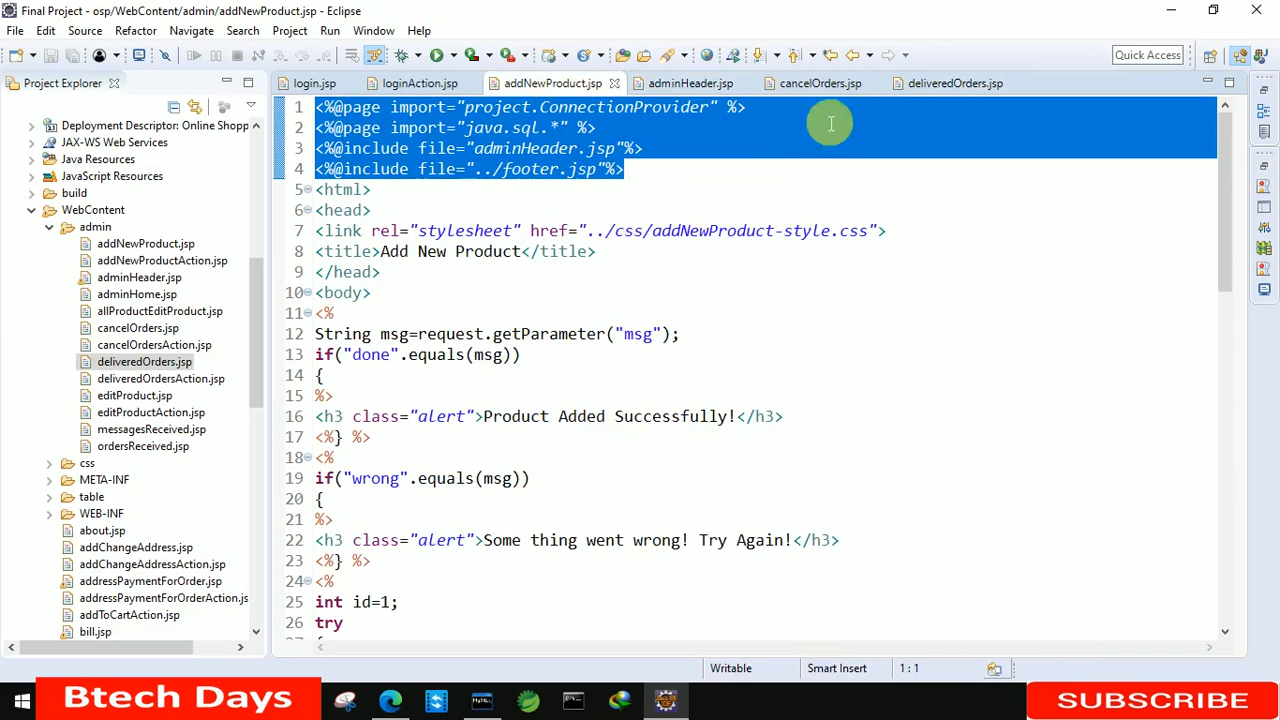 Final Project - osp/WebContent/admin/addNewProduct.jsp - Eclipse
File Edit Source Refactor Navigate Search Project Run Window Help
Quick Access
Project Explorer
login.jsp loginAction.jsp addNewProduct.jsp adminHeader.jsp cancelOrders.jsp deliveredOrders.jsp
Deployment Descriptor: Online Shopp
JAX-WS Web Services
Java Resources
JavaScript Resources
build
WebContent
admin
addNewProduct.jsp
addNewProductAction.jsp
adminHeader.jsp
adminHome.jsp
allProductEditProduct.jsp
cancelOrders.jsp
cancelOrdersAction.jsp
deliveredOrders.jsp
deliveredOrdersAction.jsp
editProduct.jsp
editProductAction.jsp
messagesReceived.jsp
ordersReceived.jsp
css
META-INF
table
WEB-INF
about.jsp
addChangeAddress.jsp
addChangeAddressAction.jsp
addressPaymentForOrder.jsp
addressPaymentForOrderAction.js
addToCartAction.jsp
bill.jsp
1 <%@page import="project.ConnectionProvider" %>
2 <%@page import="java.sql.*" %>
3 <%@include file="adminHeader.jsp"%>
4 <%@include file="../footer.jsp"%>
5 <html>
6 <head>
7 <link rel="stylesheet" href="../css/addNewProduct-style.css">
8 <title>Add New Product</title>
9 </head>
10 <body>
11 <%
12 String msg=request.getParameter("msg");
13 if("done".equals(msg))
14 {
15 %>
16 <h3 class="alert">Product Added Successfully!</h3>
17 <%} %>
18 <%
19 if("wrong".equals(msg))
20 {
21 %>
22 <h3 class="alert">Some thing went wrong! Try Again!</h3>
23 <%} %>
24 <%
25 int id=1;
26 try
Writable Smart Insert 1 : 1
Btech Days
SUBSCRIBE